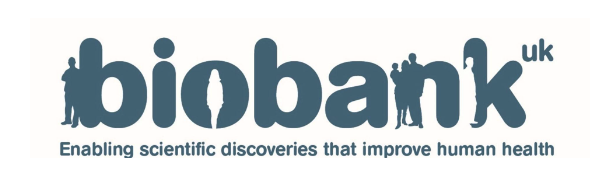 biobank uk
Enabling scientific discoveries that improve human health